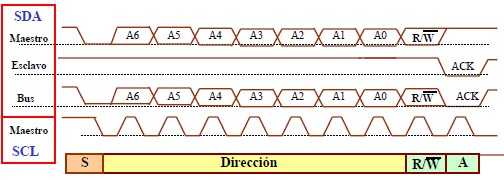 SDA
Maestro A6 A5 A4 A3 A2 A1 A0 R/W̅
Esclavo ACK
Bus A6 A5 A4 A3 A2 A1 A0 R/W̅ ACK
Maestro
SCL
S Dirección R/W̅ A